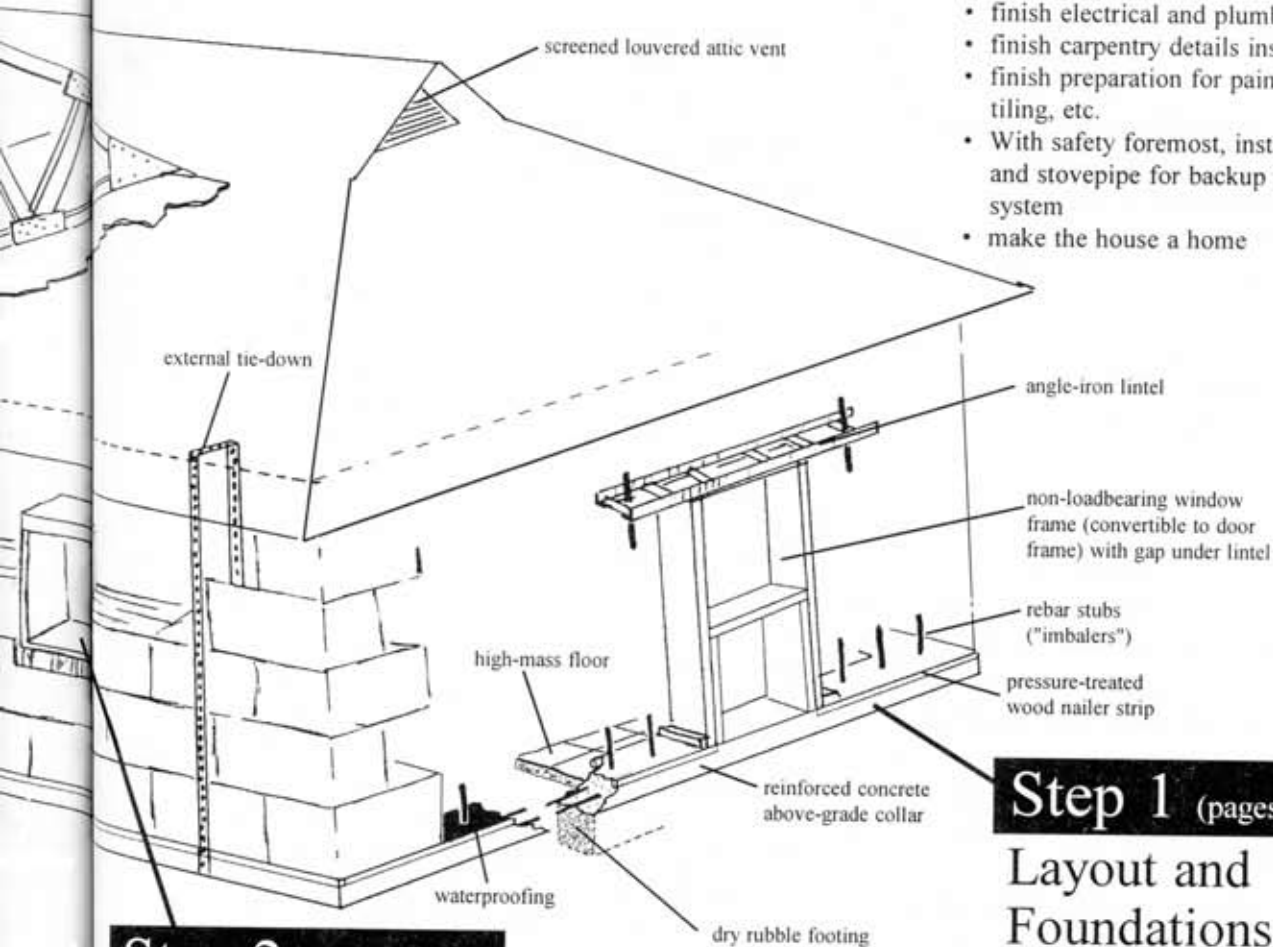 • finish electrical and plumb
• finish carpentry details ins
• finish preparation for pain
tiling, etc.
• With safety foremost, inst
and stovepipe for backup
system
• make the house a home
screened louvered attic vent
external tie-down
angle-iron lintel
non-loadbearing window
frame (convertible to door
frame) with gap under lintel
rebar stubs
("imbalers")
high-mass floor
pressure-treated
wood nailer strip
reinforced concrete
above-grade collar
Step 1 (pages
Layout and
Foundations
waterproofing
dry rubble footing
Step